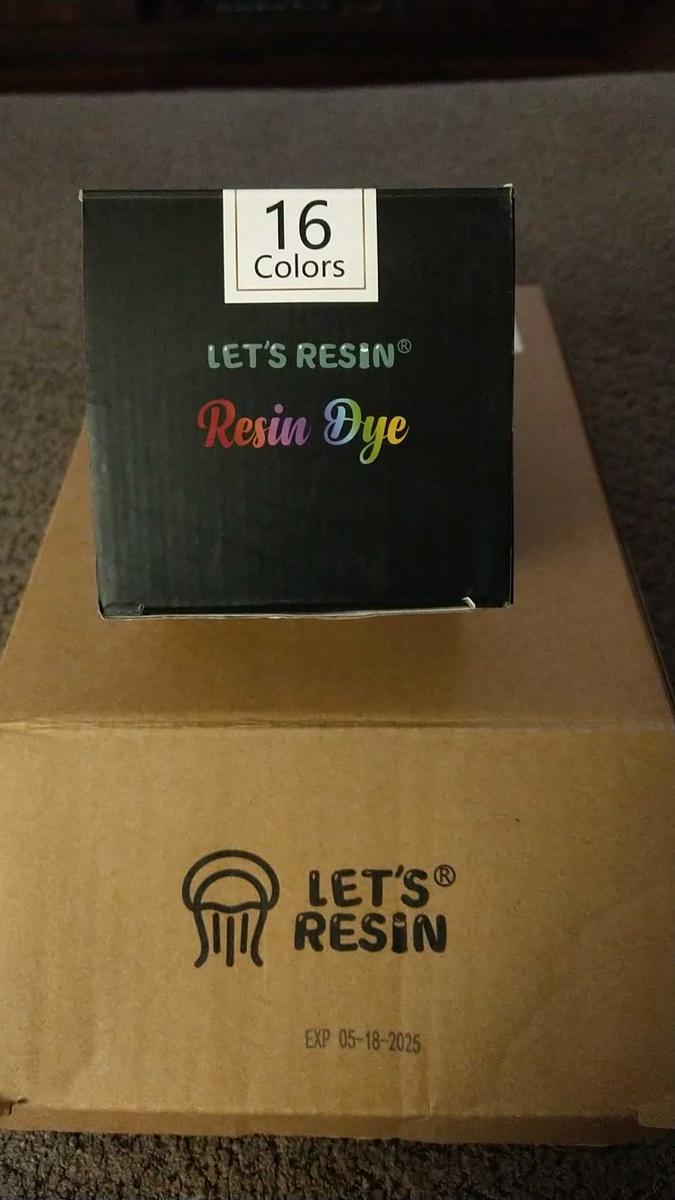 16
Colors
LET'S RESIN®
Resin Dye
LET'S®
RESIN
EXP 05-18-2025